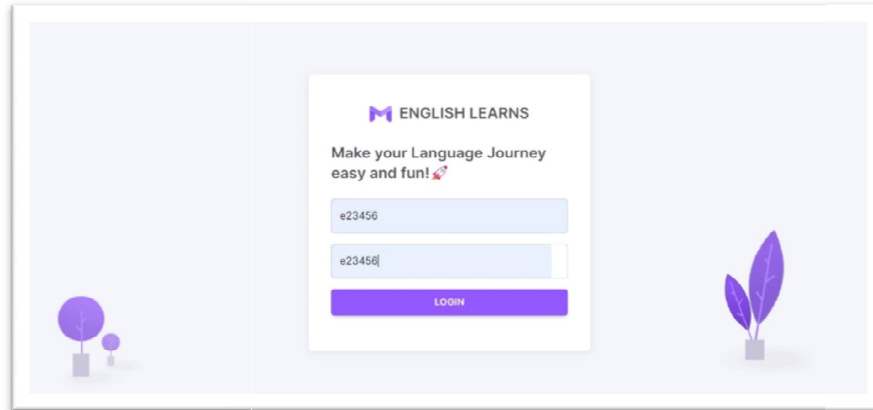 ENGLISH LEARNS
Make your Language Journey
easy and fun!🚀
e23456
e23456
LOGIN